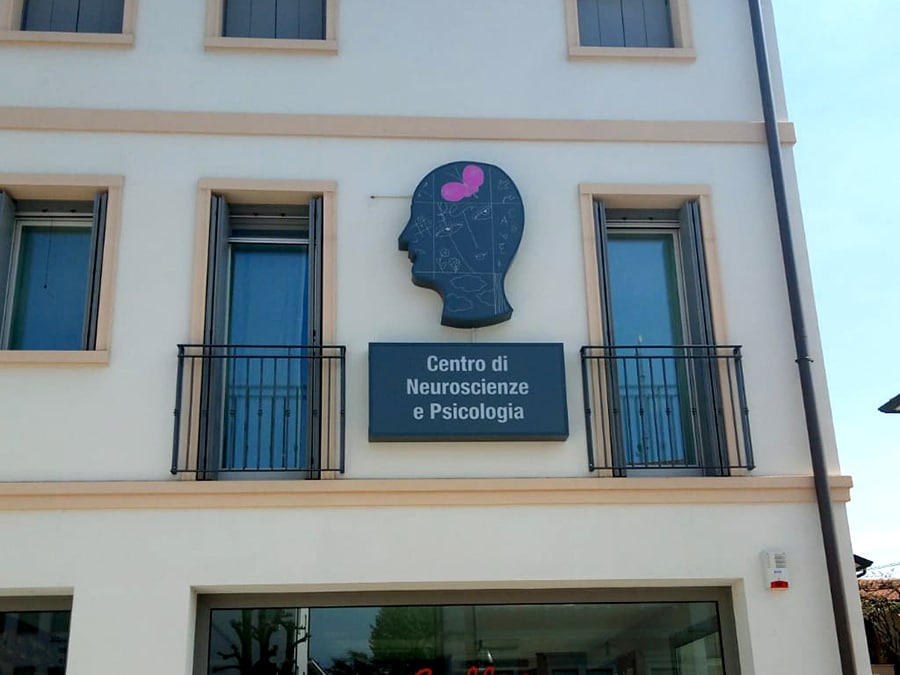 Centro di
Neuroscienze
e Psicologia